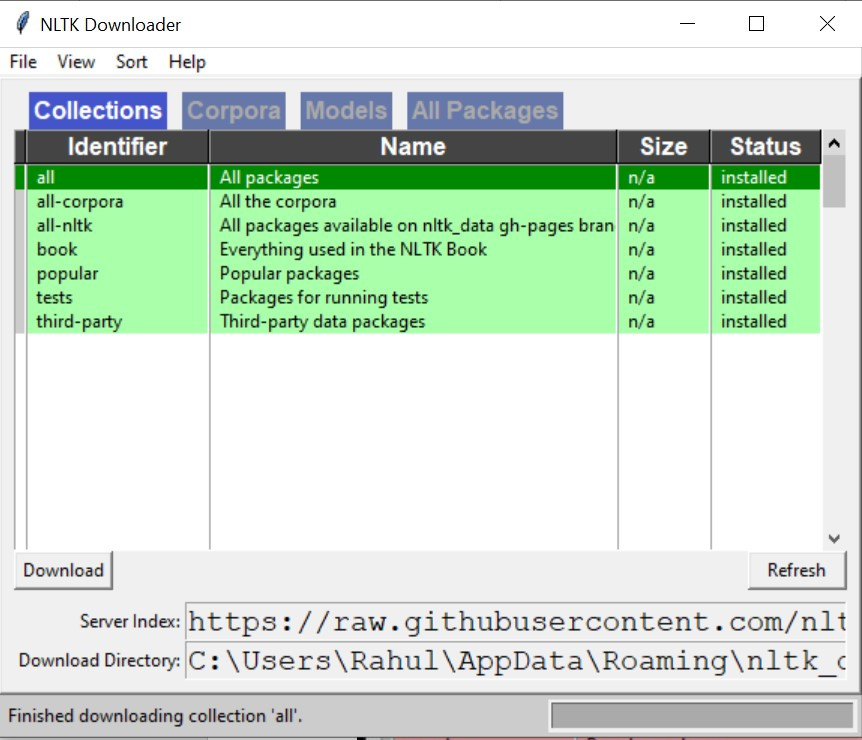 NLTK Downloader
File View Sort Help
Collections Corpora Models All Packages
Identifier Name Size Status
all All packages n/a installed
all-corpora All the corpora n/a installed
all-nltk All packages available on nltk_data gh-pages bran n/a installed
book Everything used in the NLTK Book n/a installed
popular Popular packages n/a installed
tests Packages for running tests n/a installed
third-party Third-party data packages n/a installed
Download Refresh
Server Index: https://raw.githubusercontent.com/nlt
Download Directory: C:\Users\Rahul\AppData\Roaming\nltk_
Finished downloading collection 'all'.